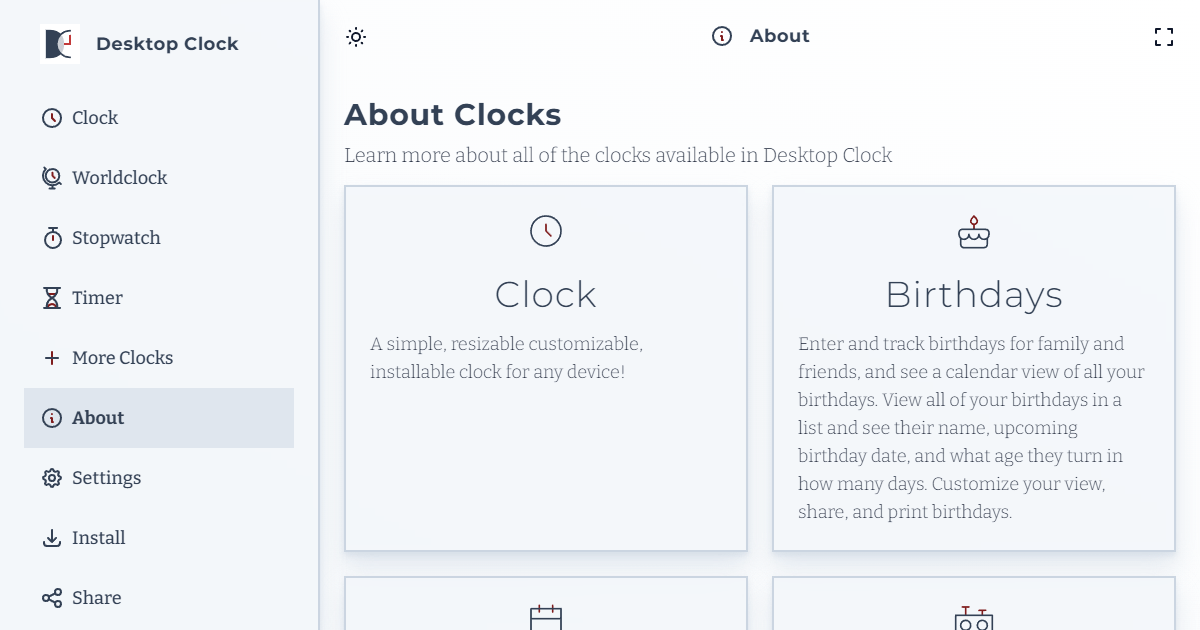 Desktop Clock
Clock
Worldclock
Stopwatch
Timer
More Clocks
About
Settings
Install
Share
About
About Clocks
Learn more about all of the clocks available in Desktop Clock
Clock
A simple, resizable customizable,
installable clock for any device!
Birthdays
Enter and track birthdays for family and
friends, and see a calendar view of all your
birthdays. View all of your birthdays in a
list and see their name, upcoming
birthday date, and what age they turn in
how many days. Customize your view,
share, and print birthdays.